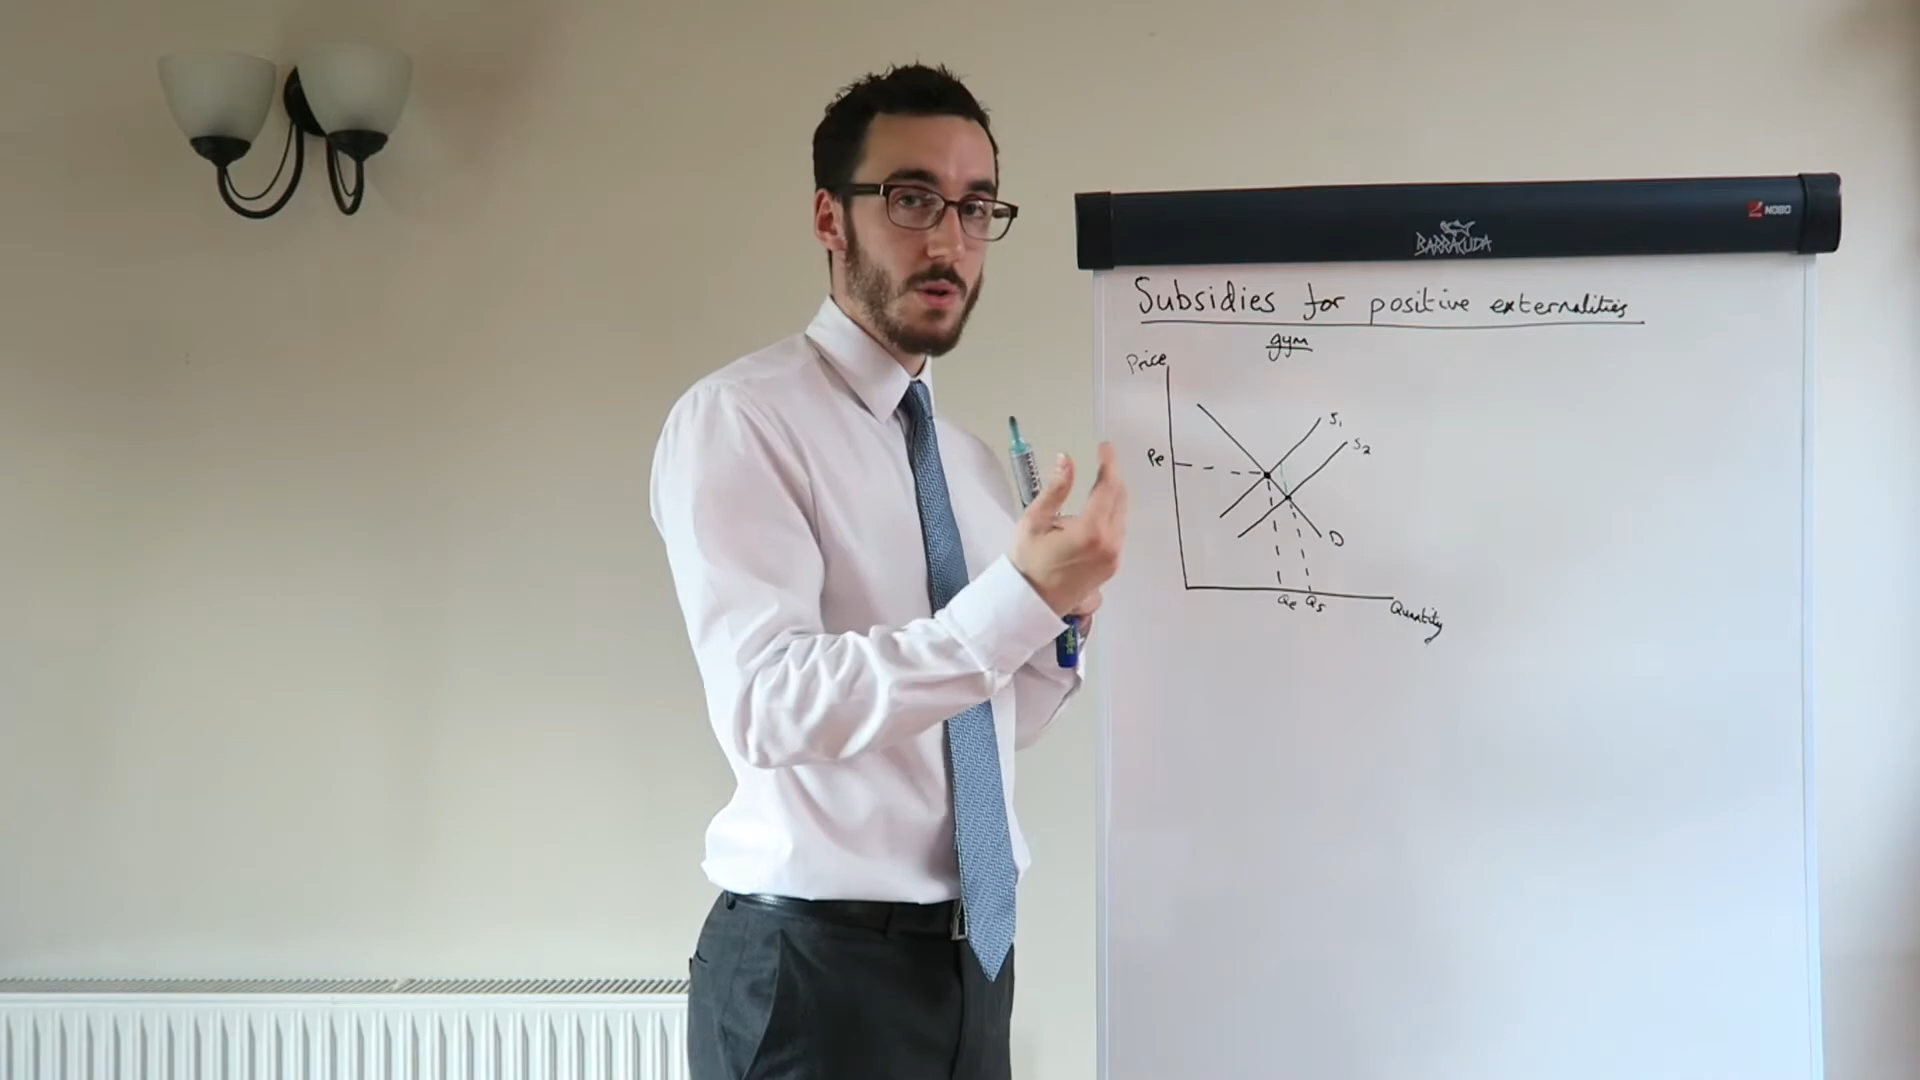 NOBO
BARRACUDA
Subsidies for positive externalities
gym
Price
S₁
S₂
Pe
D
Qe Qs
Quantity